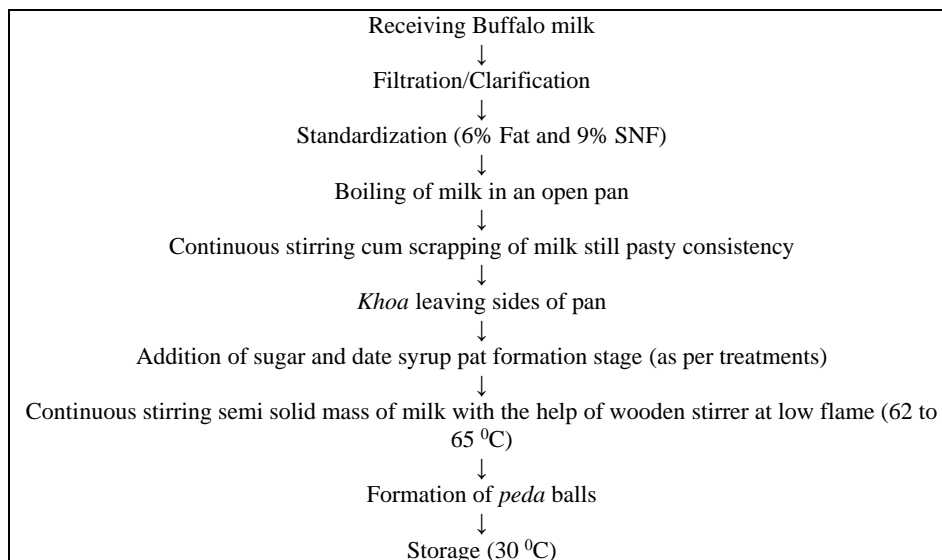 Receiving Buffalo milk
↓
Filtration/Clarification
↓
Standardization (6% Fat and 9% SNF)
↓
Boiling of milk in an open pan
↓
Continuous stirring cum scrapping of milk still pasty consistency
↓
Khoa leaving sides of pan
↓
Addition of sugar and date syrup pat formation stage (as per treatments)
↓
Continuous stirring semi solid mass of milk with the help of wooden stirrer at low flame (62 to
65 ⁰C)
↓
Formation of peda balls
↓
Storage (30 ⁰C)